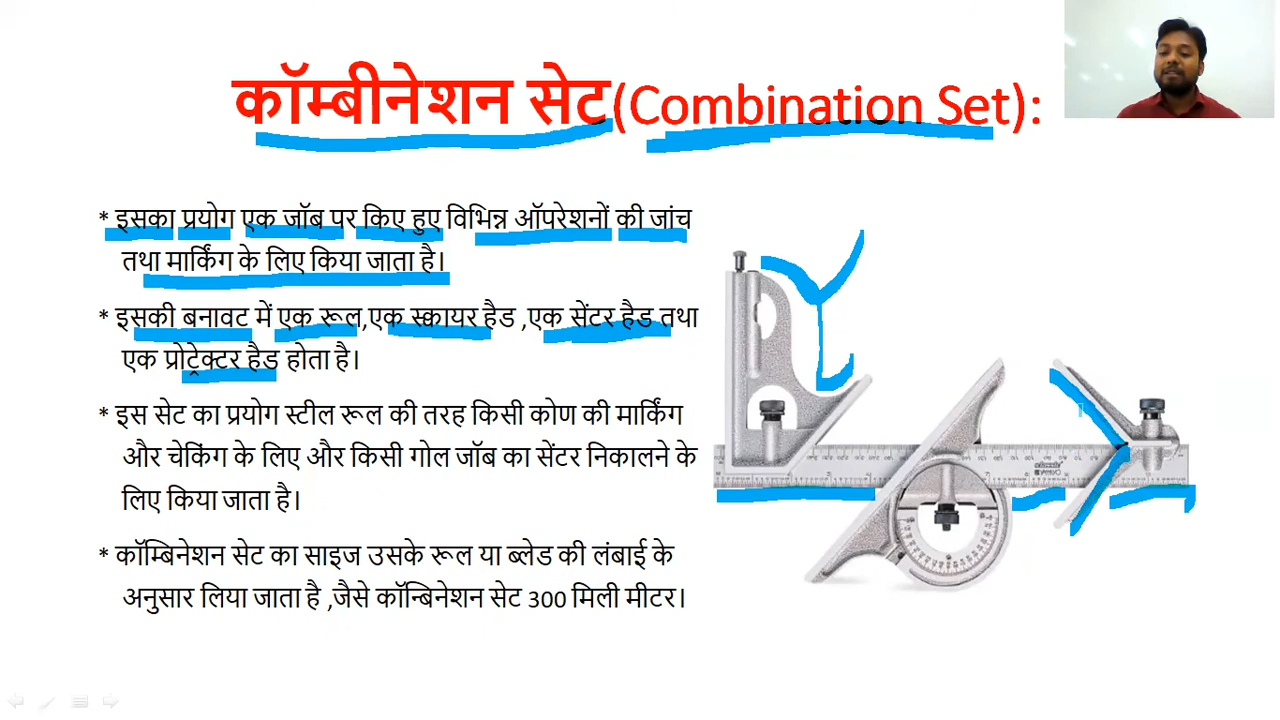 कॉम्बीनेशन सेट(Combination Set):
* इसका प्रयोग एक जॉब पर किए हुए विभिन्न ऑपरेशनों की जांच
तथा मार्किंग के लिए किया जाता है।
* इसकी बनावट में एक रूल,एक स्कायर हैड ,एक सेंटर हैड तथा
एक प्रोट्रेक्टर हैड होता है।
* इस सेट का प्रयोग स्टील रूल की तरह किसी कोण की मार्किंग
और चेकिंग के लिए और किसी गोल जॉब का सेंटर निकालने के
लिए किया जाता है।
* कॉम्बिनेशन सेट का साइज उसके रूल या ब्लेड की लंबाई के
अनुसार लिया जाता है ,जैसे कॉन्बिनेशन सेट 300 मिली मीटर।